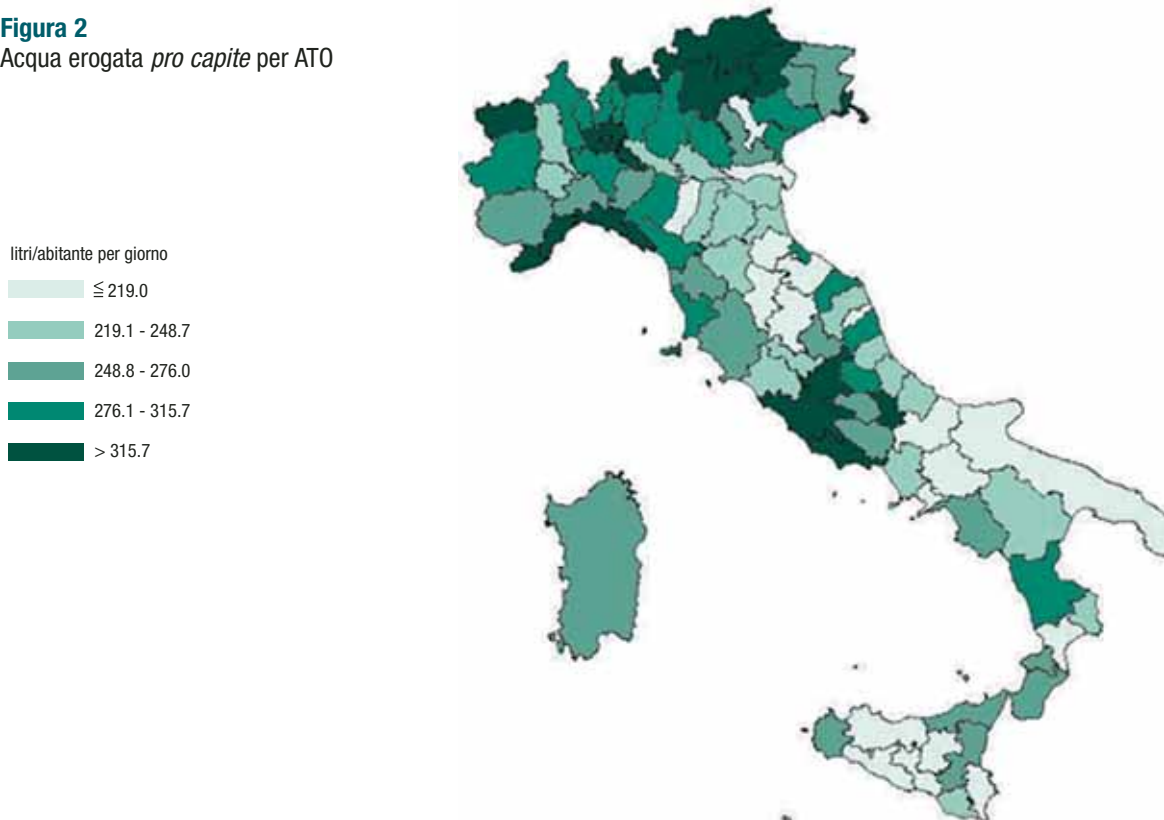 Figura 2
Acqua erogata pro capite per ATO
litri/abitante per giorno
≦ 219.0
219.1 - 248.7
248.8 - 276.0
276.1 - 315.7
> 315.7